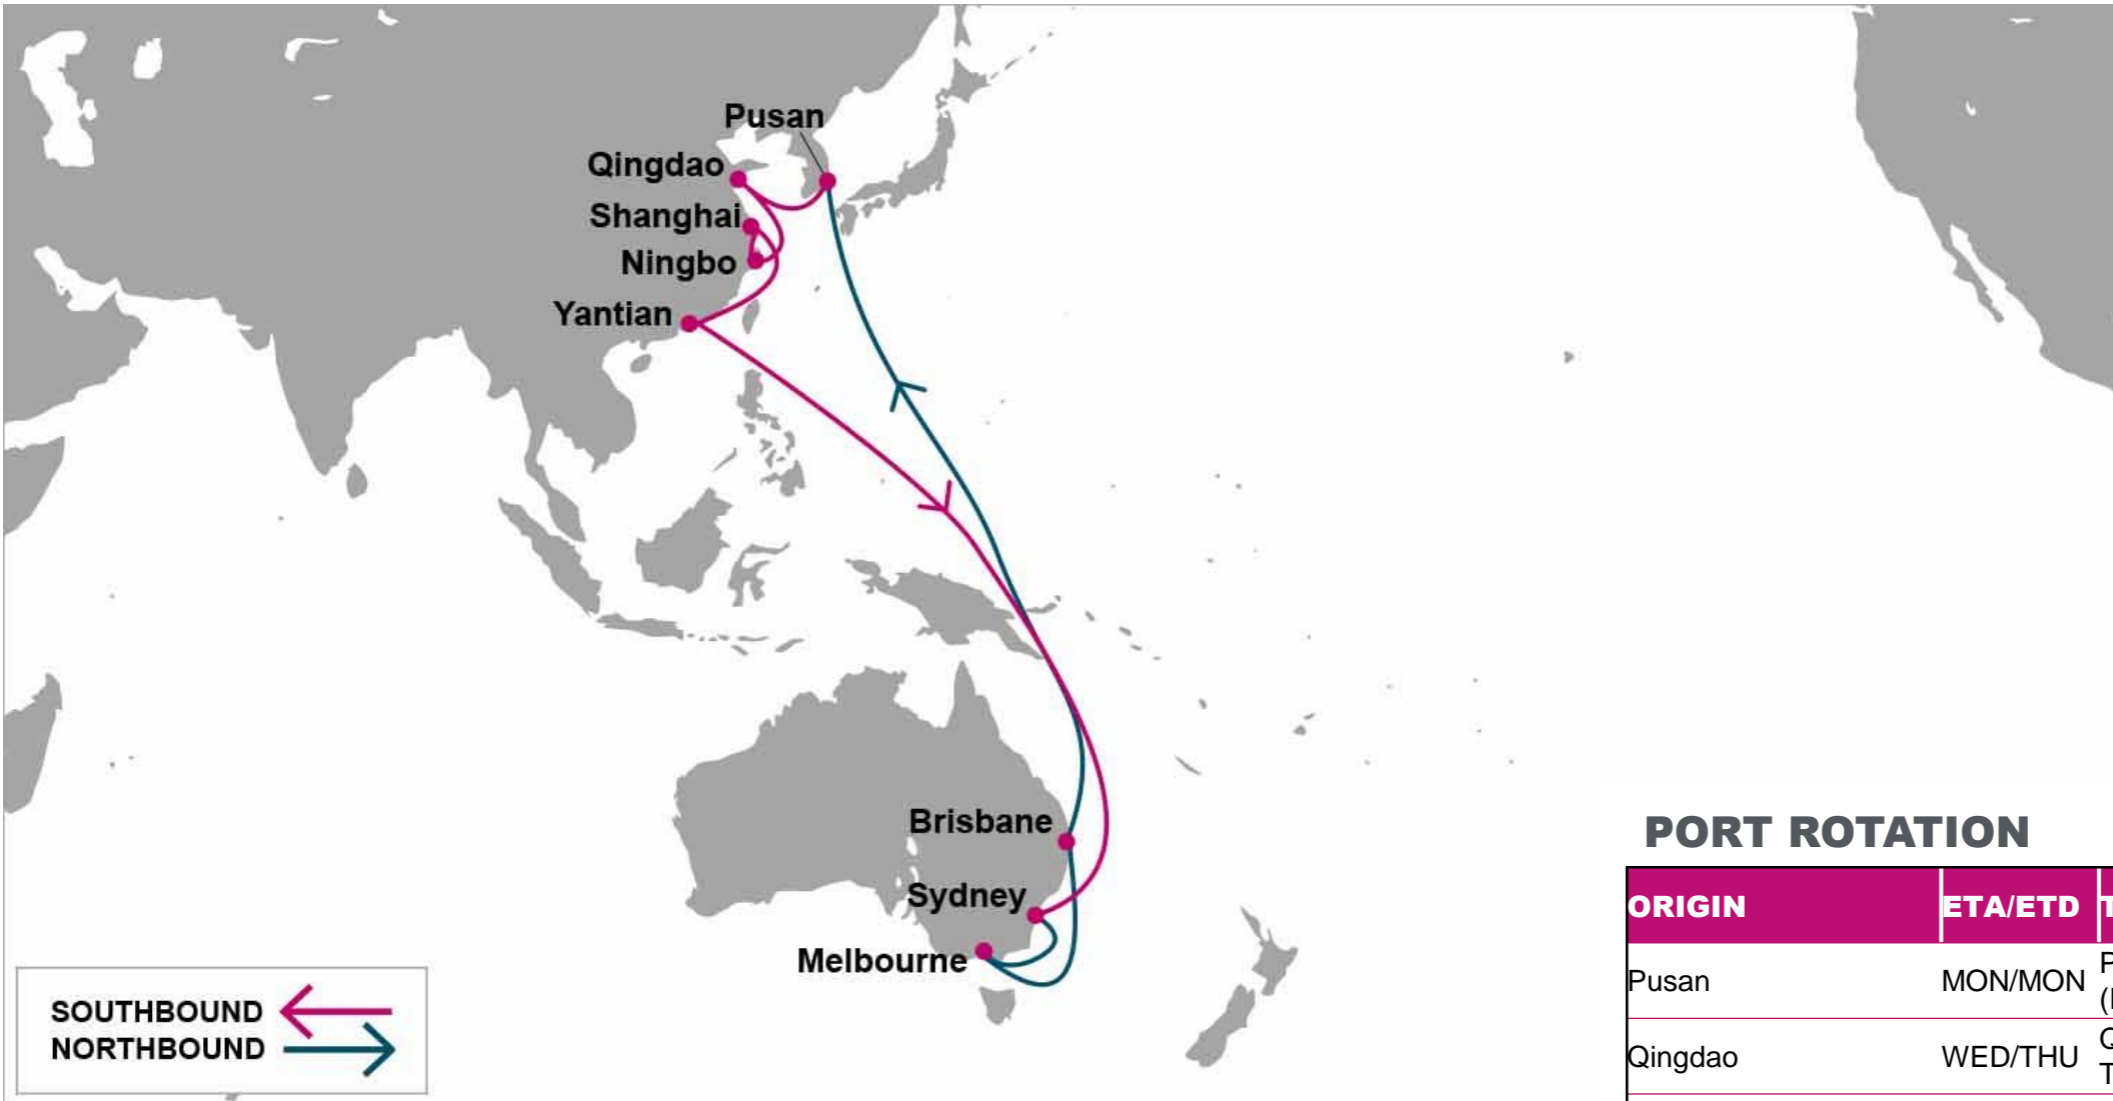 Pusan
Qingdao
Shanghai
Ningbo
Yantian
Brisbane
Sydney
Melbourne
SOUTHBOUND
NORTHBOUND
PORT ROTATION
ORIGIN ETA/ETD
Pusan MON/MON
Qingdao WED/THU